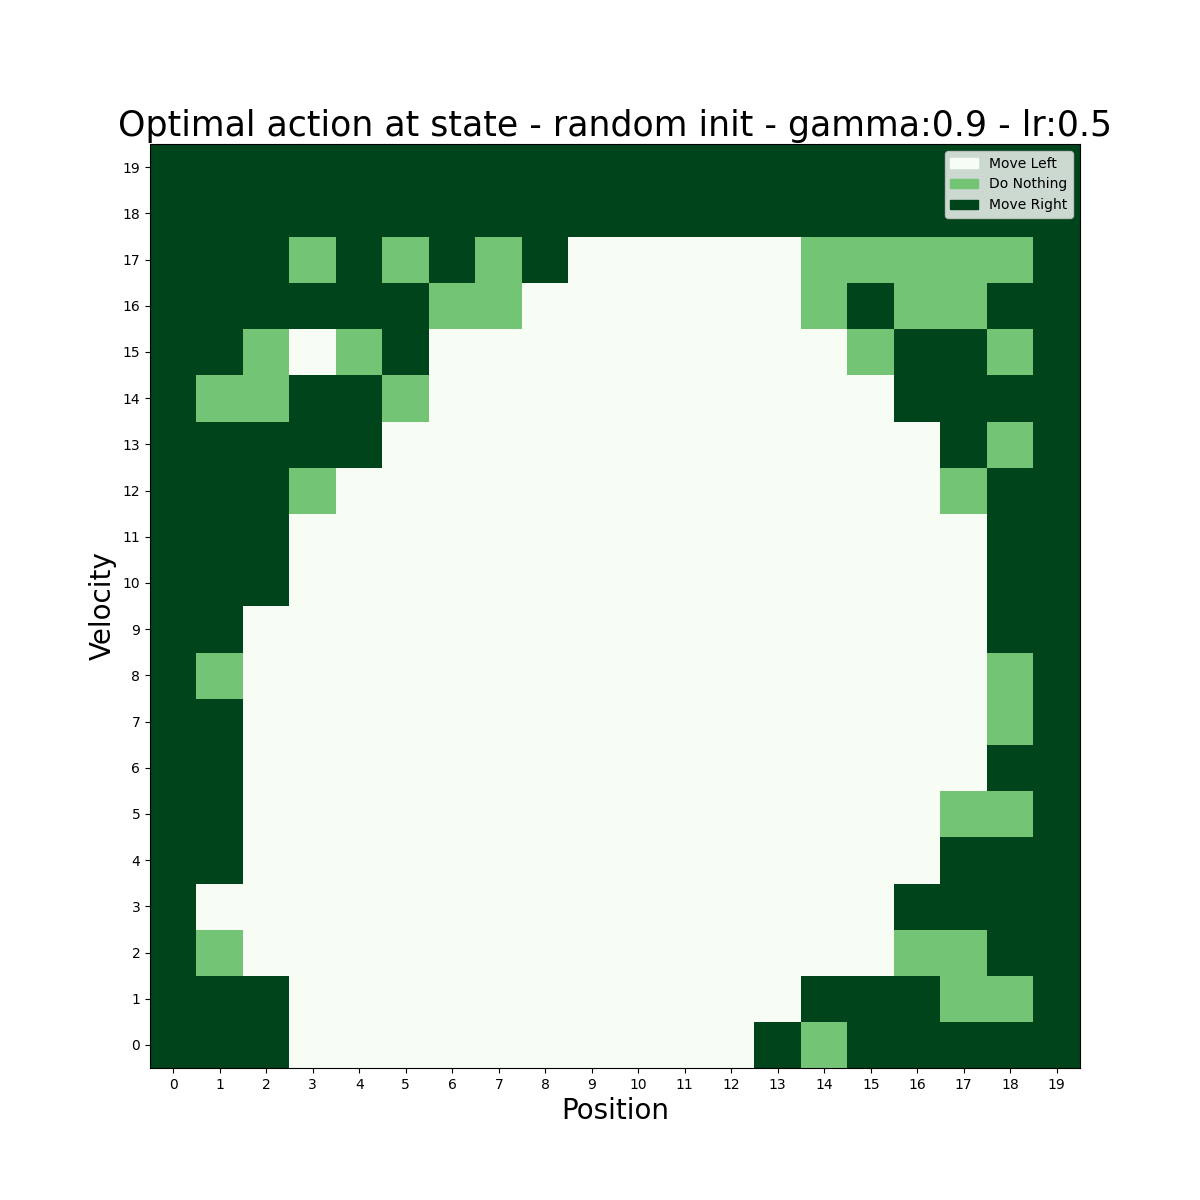 Optimal action at state - random init - gamma:0.9 - lr:0.5
Move Left
Do Nothing
Move Right
19
18
17
16
15
14
13
12
11
10
9
8
7
6
5
4
3
2
1
0
Velocity
0 1 2 3 4 5 6 7 8 9 10 11 12 13 14 15 16 17 18 19
Position